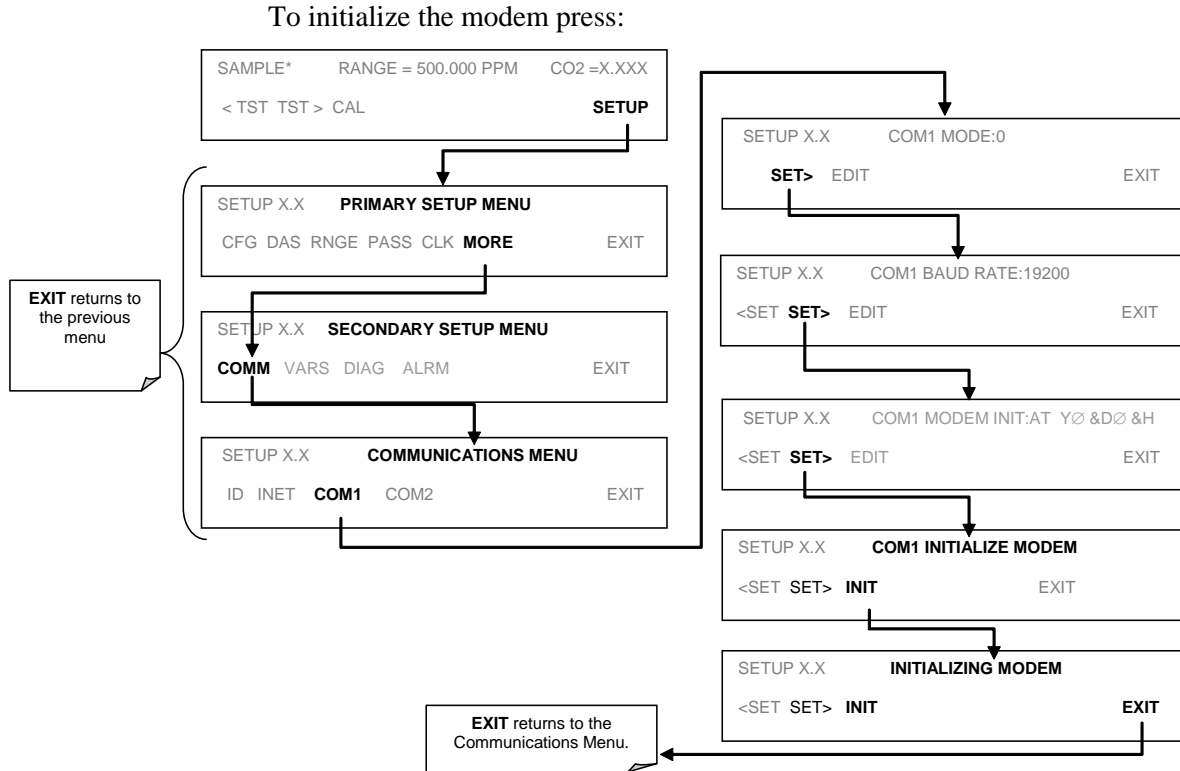 To initialize the modem press:
SAMPLE* RANGE = 500.000 PPM CO2 =X.XXX
< TST TST > CAL SETUP
SETUP X.X PRIMARY SETUP MENU
CFG DAS RNGE PASS CLK MORE EXIT
EXIT returns to
the previous
menu
SETUP X.X SECONDARY SETUP MENU
COMM VARS DIAG ALRM EXIT
SETUP X.X COMMUNICATIONS MENU
ID INET COM1 COM2 EXIT
SETUP X.X COM1 MODE:0
SET> EDIT EXIT
SETUP X.X COM1 BAUD RATE:19200
<SET SET> EDIT EXIT
SETUP X.X COM1 MODEM INIT:AT Y∅ &D∅ &H
<SET SET> EDIT EXIT
SETUP X.X COM1 INITIALIZE MODEM
<SET SET> INIT EXIT
SETUP X.X INITIALIZING MODEM
<SET SET> INIT EXIT
EXIT returns to the
Communications Menu.